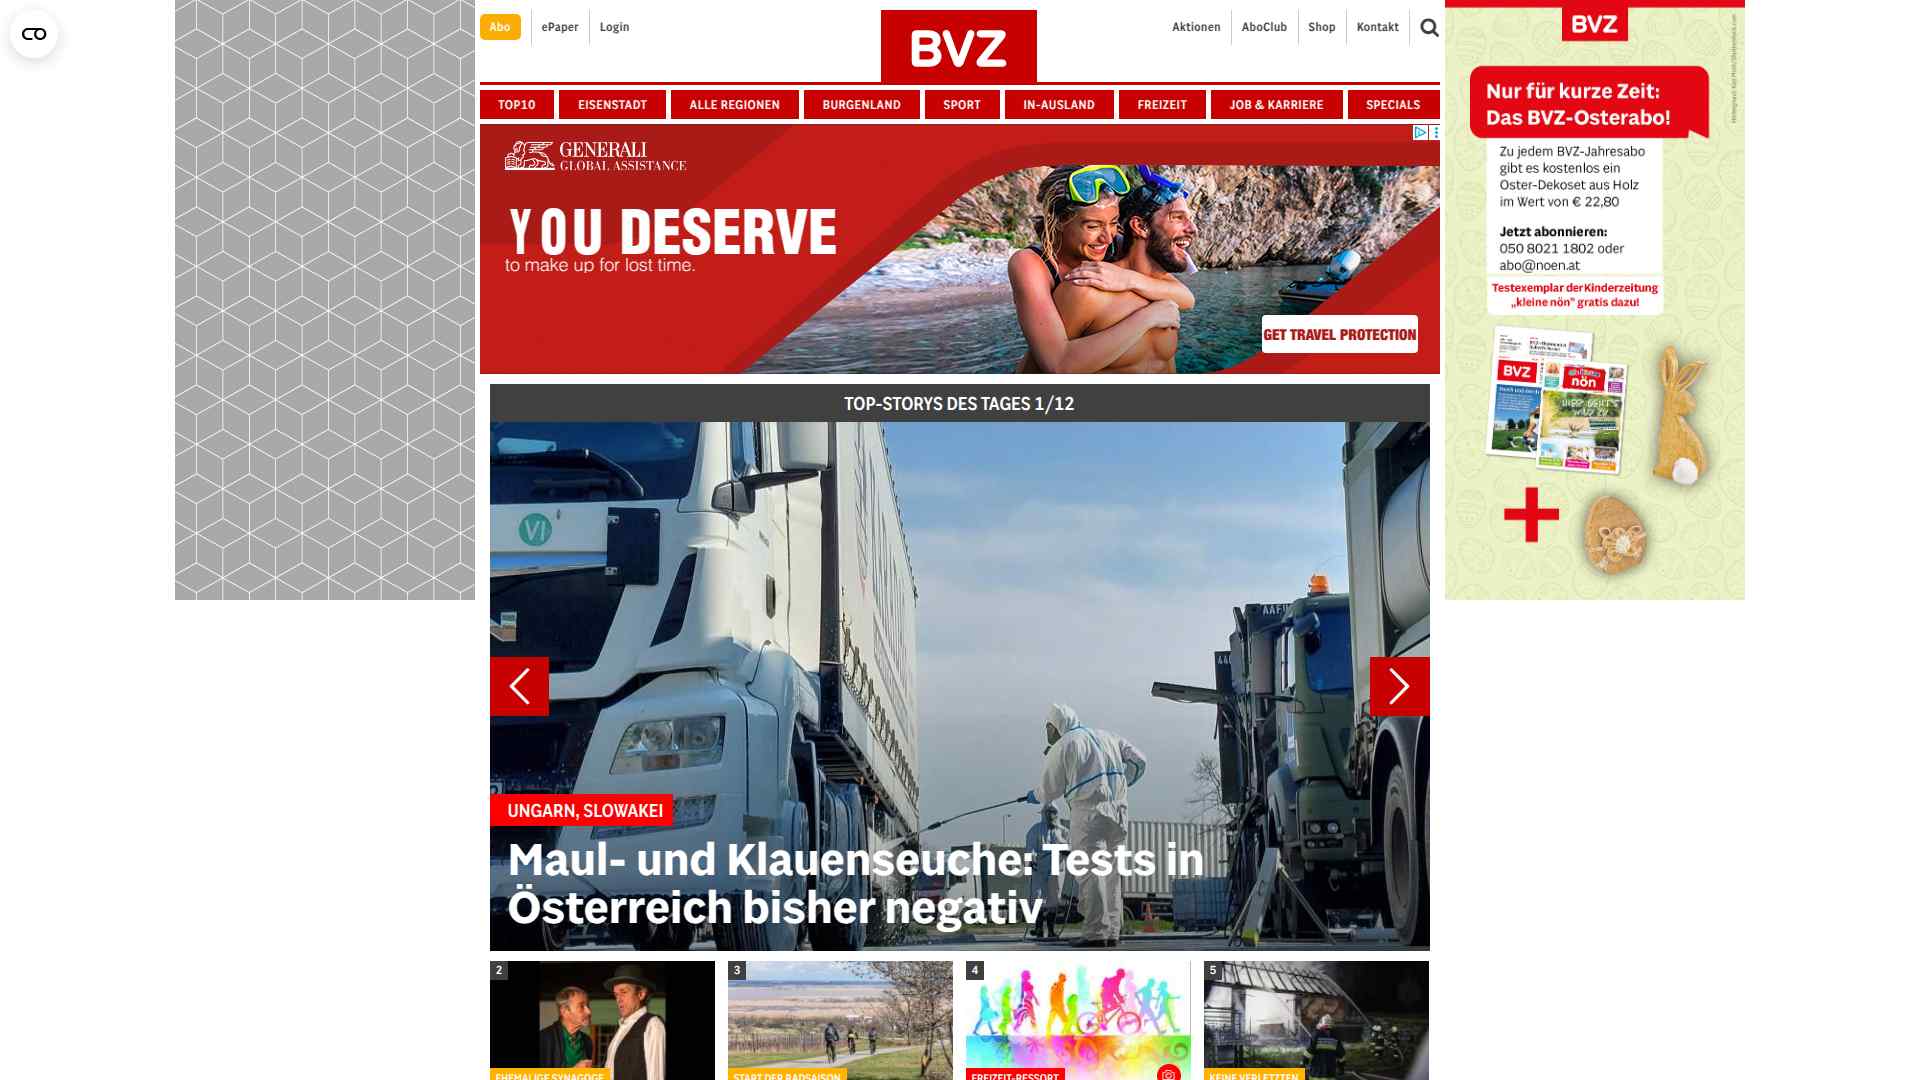 Abo
ePaper
Login
BVZ
Aktionen
AboClub
Shop
Kontakt
TOP10
EISENSTADT
ALLE REGIONEN
BURGENLAND
SPORT
IN-AUSLAND
FREIZEIT
JOB & KARRIERE
SPECIALS
GENERALI
GLOBAL ASSISTANCE
YOU DESERVE
to make up for lost time.
GET TRAVEL PROTECTION
TOP-STORYS DES TAGES 1/12
VI
UNGARN, SLOWAKEI
Maul- und Klauenseuche: Tests in
Österreich bisher negativ
2
3
4
5
EHEMALIGE SYNAGOGE
START DER RADSAISON
FREIZEIT-RESSORT
KEINE VERLETZTEN
BVZ
Nur für kurze Zeit:
Das BVZ-Osterabo!
Zu jedem BVZ-Jahresabo
gibt es kostenlos ein
Oster-Dekoset aus Holz
im Wert von € 22,80
Jetzt abonnieren:
050 8021 1802 oder
abo@noen.at
Testexemplar der Kinderzeitung
„kleine nön" gratis dazu!
BVZ
nön